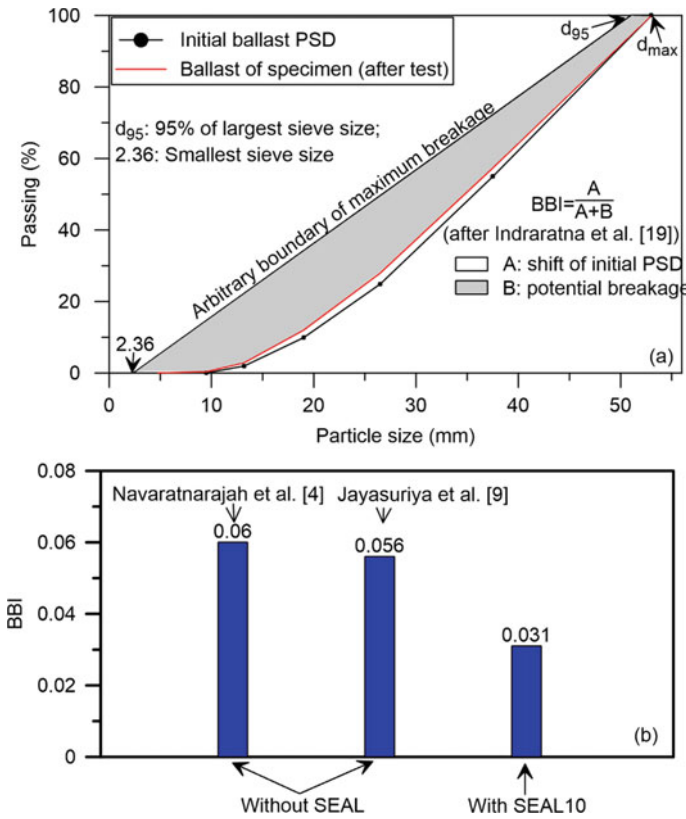 100
80
60
40
20
0
Passing (%)
Initial ballast PSD
Ballast of specimen (after test)
d95
dmax
d95: 95% of largest sieve size;
2.36: Smallest sieve size
Arbitrary boundary of maximum breakage
BBI=A/A+B
(after Indraratna et al. [19])
A: shift of initial PSD
B: potential breakage
2.36
(a)
0 10 20 30 40 50 60
Particle size (mm)
0.08
0.06
0.04
0.02
0
BBI
Navaratnarajah et al. [4] Jayasuriya et al. [9]
0.06
0.056
0.031
(b)
Without SEAL With SEAL10